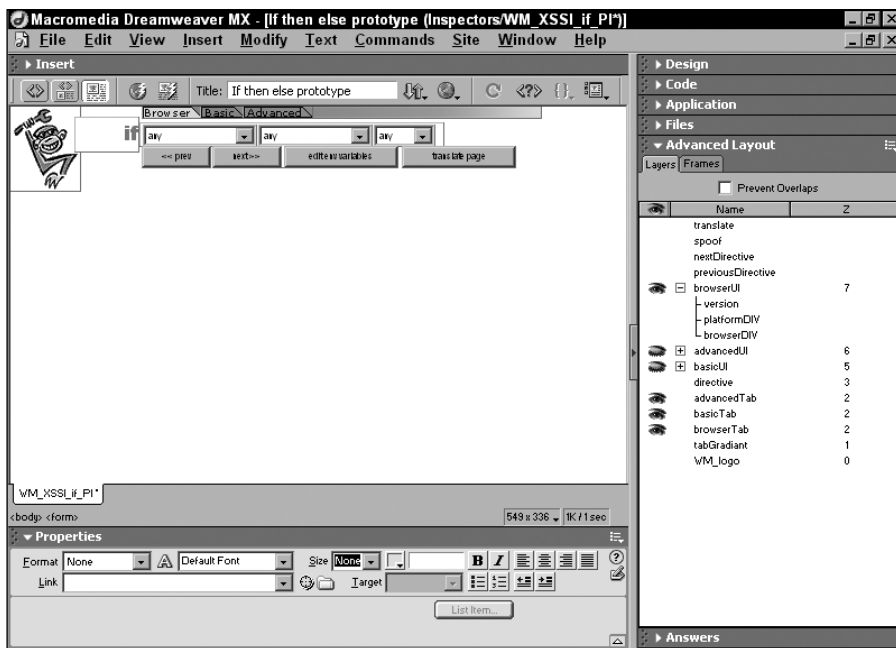 Macromedia Dreamweaver MX - [If then else prototype (Inspectors/WM_XSSI_if_PI*)]
File Edit View Insert Modify Text Commands Site Window Help
Insert
Title: If then else prototype
Browser Basic Advanced
if any any any
<< prev next>> edit env variables translate page
WM_XSSI_if_PI*
<body> <form> 549 x 336 1K / 1 sec
Properties
Format None Default Font Size None B I
Link Target
List Item...
Design
Code
Application
Files
Advanced Layout
Layers Frames
Prevent Overlaps
Name Z
translate
spoof
nextDirective
previousDirective
browserUI 7
version
platformDIV
browserDIV
advancedUI 6
basicUI 5
directive 3
advancedTab 2
basicTab 2
browserTab 2
tabGradiant 1
WM_logo 0
Answers